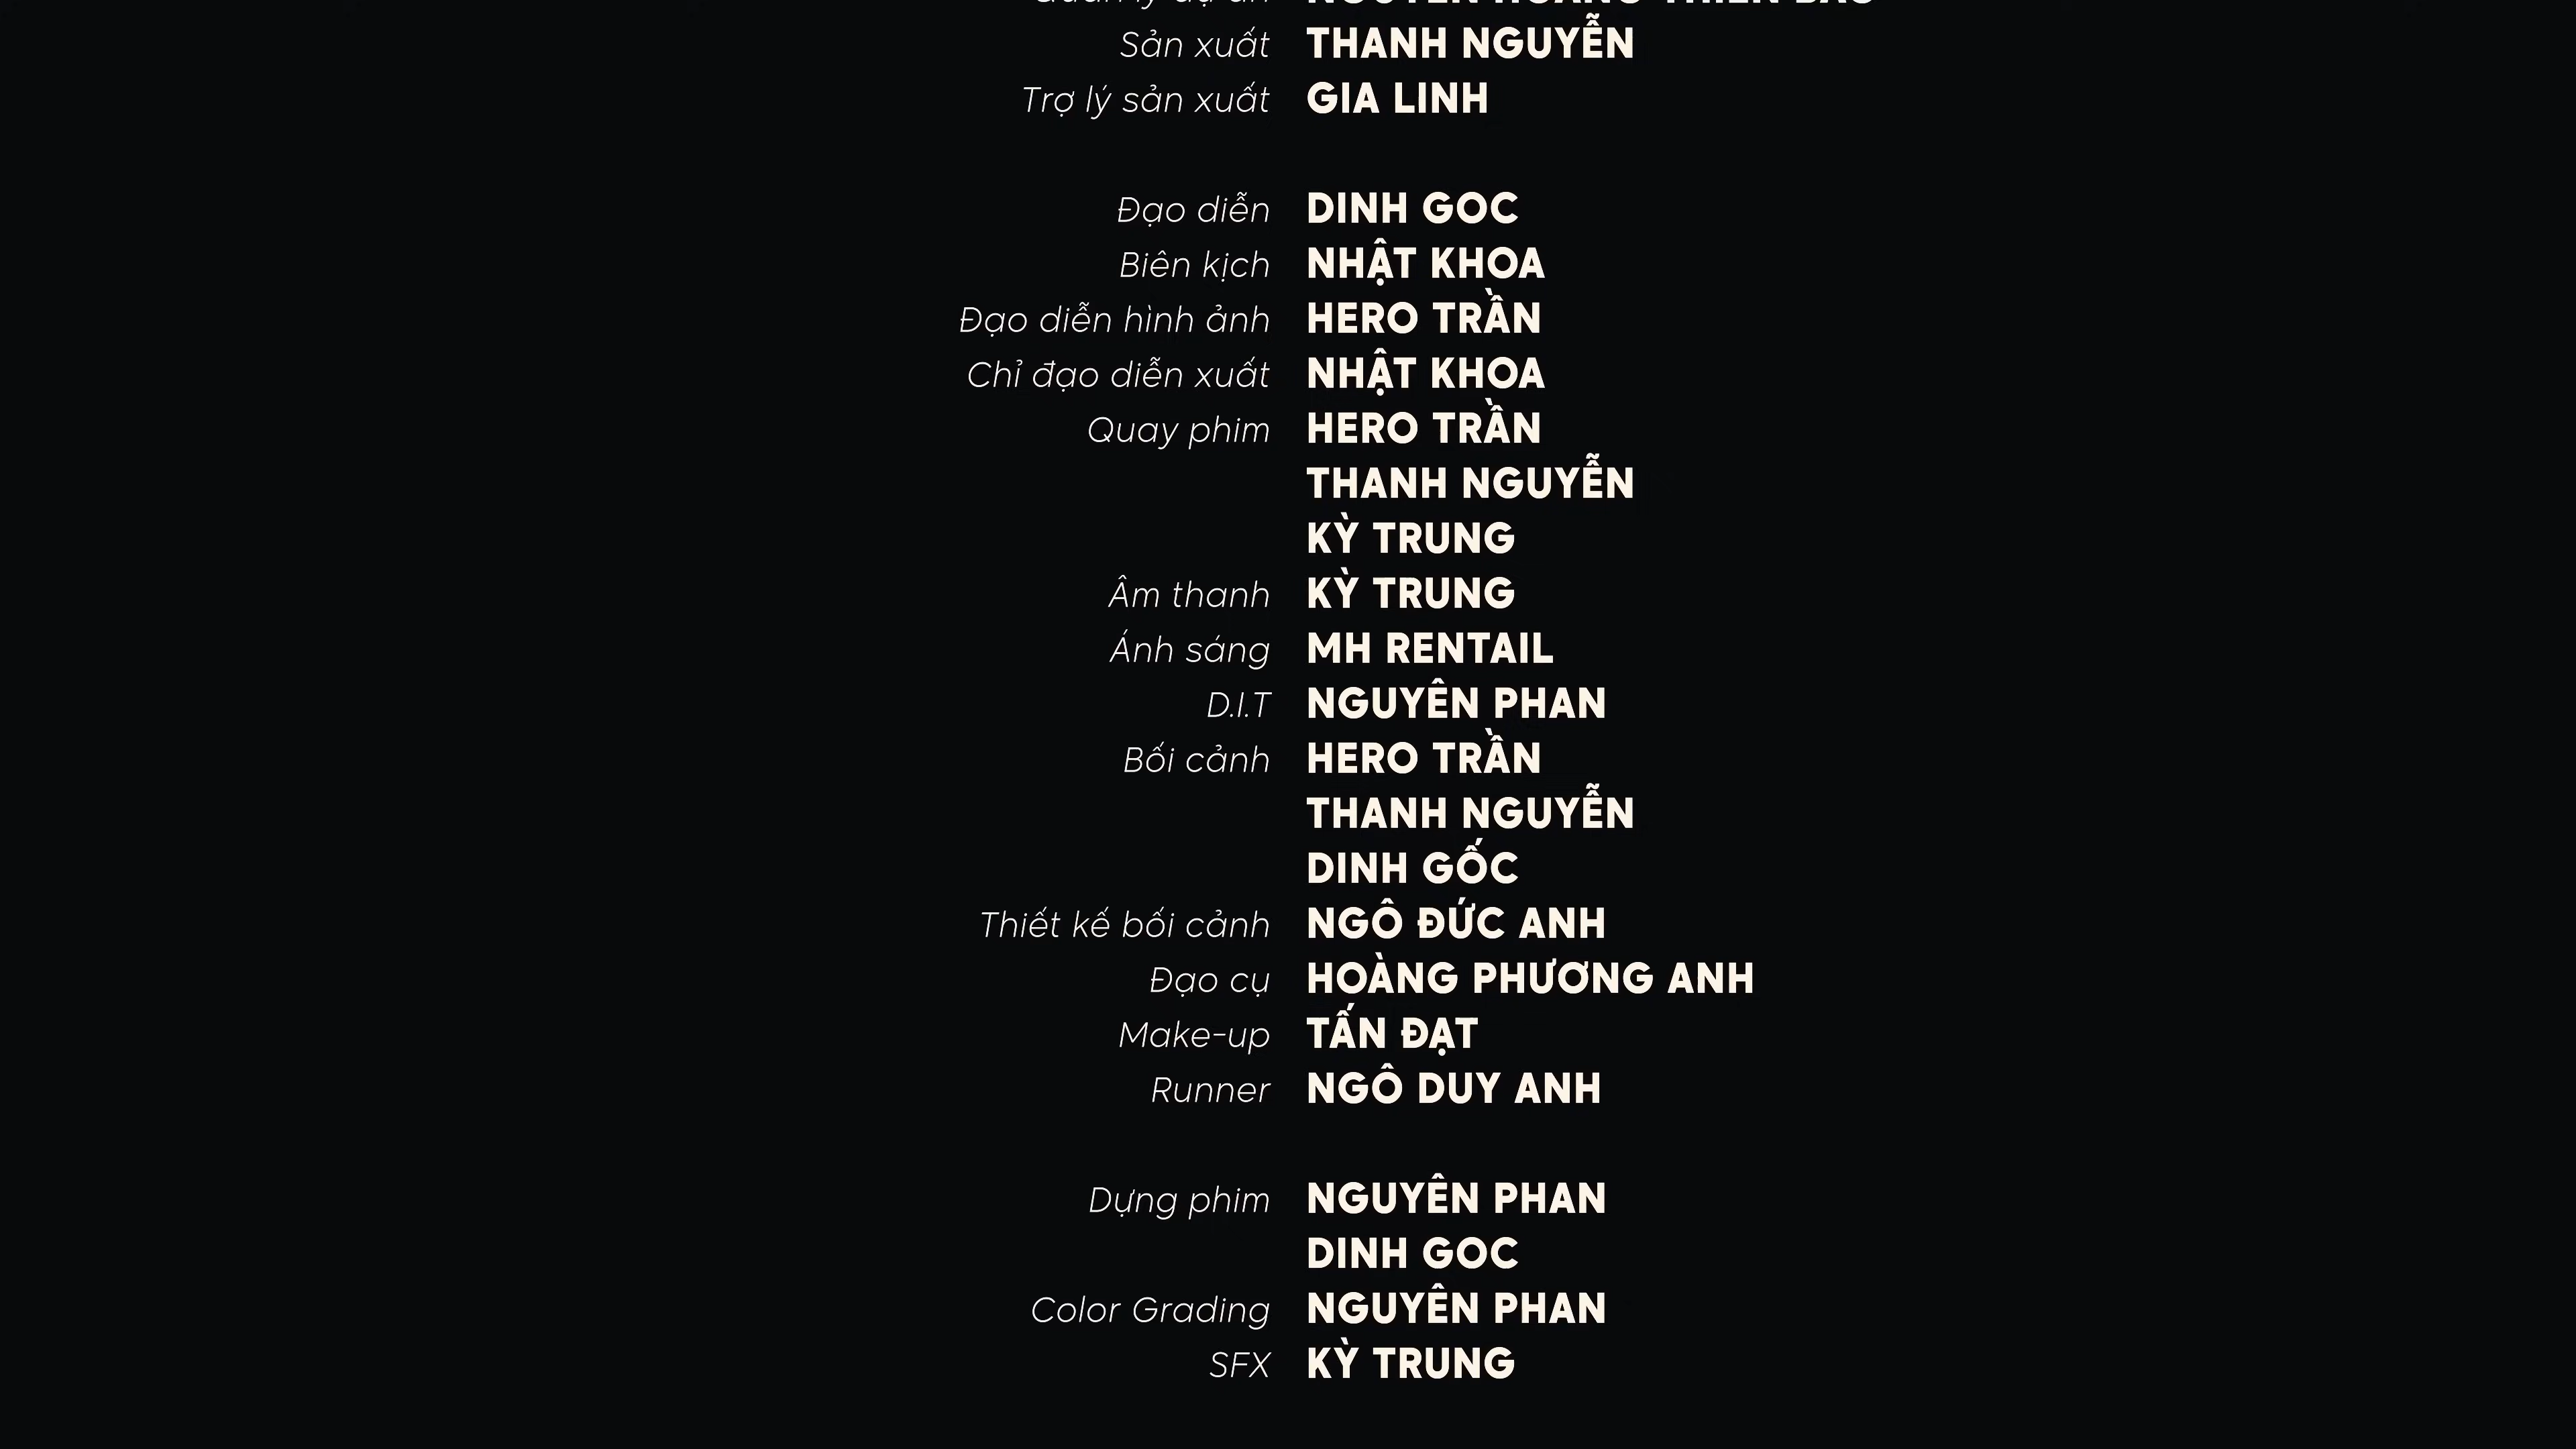 Sản xuất THANH NGUYỄN
Trợ lý sản xuất GIA LINH
Đạo diễn DINH GOC
Biên kịch NHẬT KHOA
Đạo diễn hình ảnh HERO TRẦN
Chỉ đạo diễn xuất NHẬT KHOA
Quay phim HERO TRẦN
THANH NGUYỄN
KỲ TRUNG
Âm thanh KỲ TRUNG
Ánh sáng MH RENTAIL
D.I.T NGUYÊN PHAN
Bối cảnh HERO TRẦN
THANH NGUYỄN
DINH GỐC
Thiết kế bối cảnh NGÔ ĐỨC ANH
Đạo cụ HOÀNG PHƯƠNG ANH
Make-up TẤN ĐẠT
Runner NGÔ DUY ANH
Dựng phim NGUYÊN PHAN
DINH GOC
Color Grading NGUYÊN PHAN
SFX KỲ TRUNG